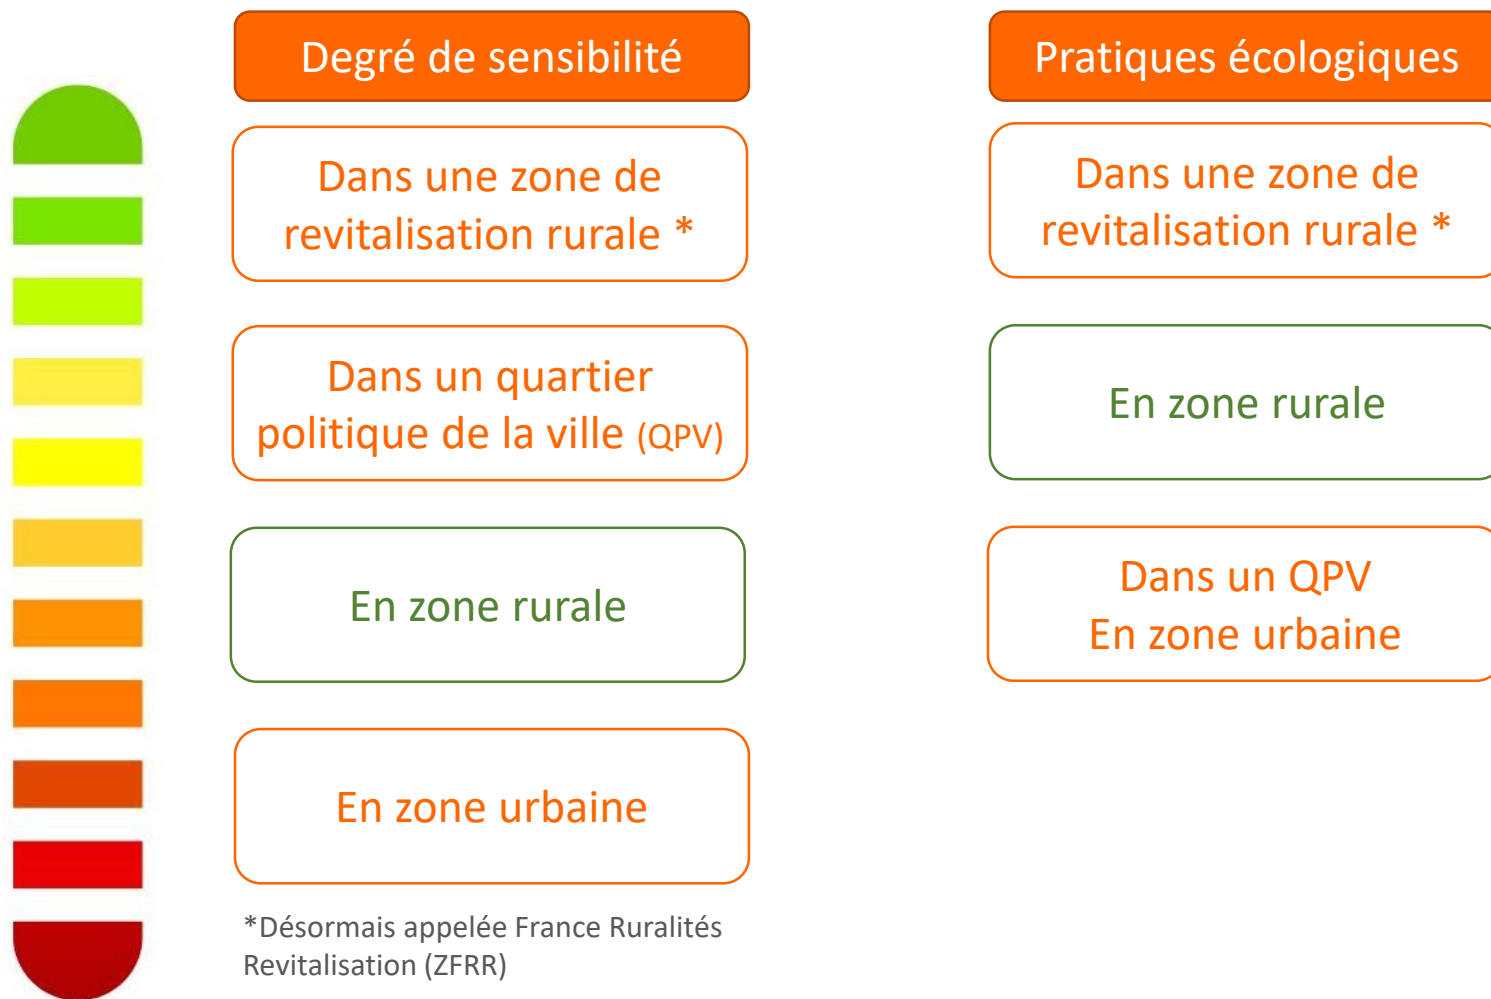 Degré de sensibilité
Dans une zone de
revitalisation rurale *
Dans un quartier
politique de la ville (QPV)
En zone rurale
En zone urbaine
*Désormais appelée France Ruralités
Revitalisation (ZFRR)
Pratiques écologiques
Dans une zone de
revitalisation rurale *
En zone rurale
Dans un QPV
En zone urbaine